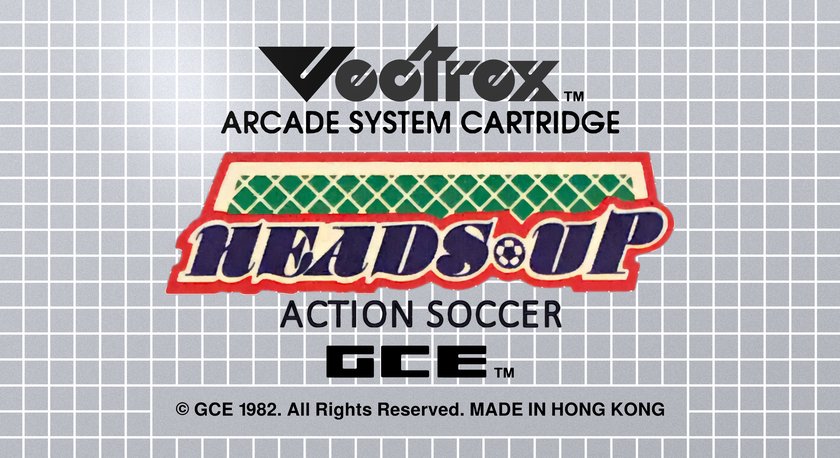 Vectrex™
ARCADE SYSTEM CARTRIDGE
HEADS UP
ACTION SOCCER
GCE™
© GCE 1982. All Rights Reserved. MADE IN HONG KONG